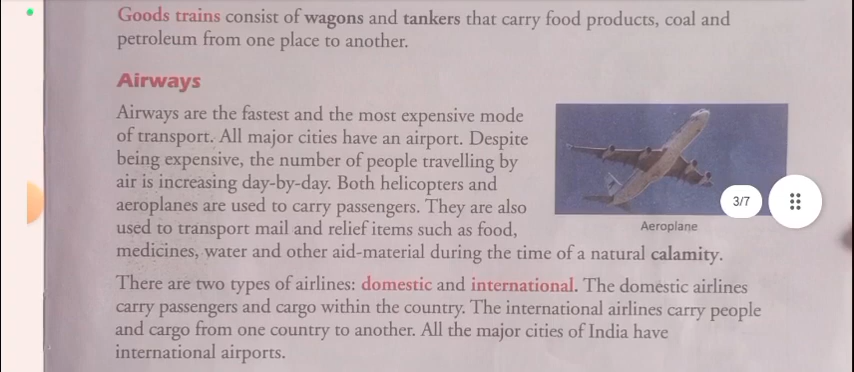 Goods trains consist of wagons and tankers that carry food products, coal and
petroleum from one place to another.
Airways
Airways are the fastest and the most expensive mode
of transport. All major cities have an airport. Despite
being expensive, the number of people travelling by
air is increasing day-by-day. Both helicopters and
aeroplanes are used to carry passengers. They are also
used to transport mail and relief items such as food,
medicines, water and other aid-material during the time of a natural calamity.
3/7
Aeroplane
There are two types of airlines: domestic and international. The domestic airlines
carry passengers and cargo within the country. The international airlines carry people
and cargo from one country to another. All the major cities of India have
international airports.